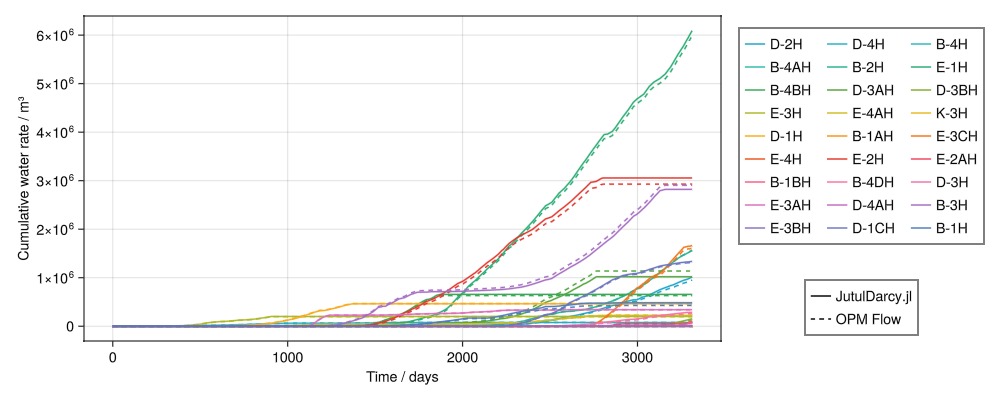 6×10⁶
5×10⁶
4×10⁶
3×10⁶
2×10⁶
1×10⁶
0
Cumulative water rate / m³
0 1000 2000 3000
Time / days
D-2H D-4H B-4H
B-4AH B-2H E-1H
B-4BH D-3AH D-3BH
E-3H E-4AH K-3H
D-1H B-1AH E-3CH
E-4H E-2H E-2AH
B-1BH B-4DH D-3H
E-3AH D-4AH B-3H
E-3BH D-1CH B-1H
JutulDarcy.jl
OPM Flow